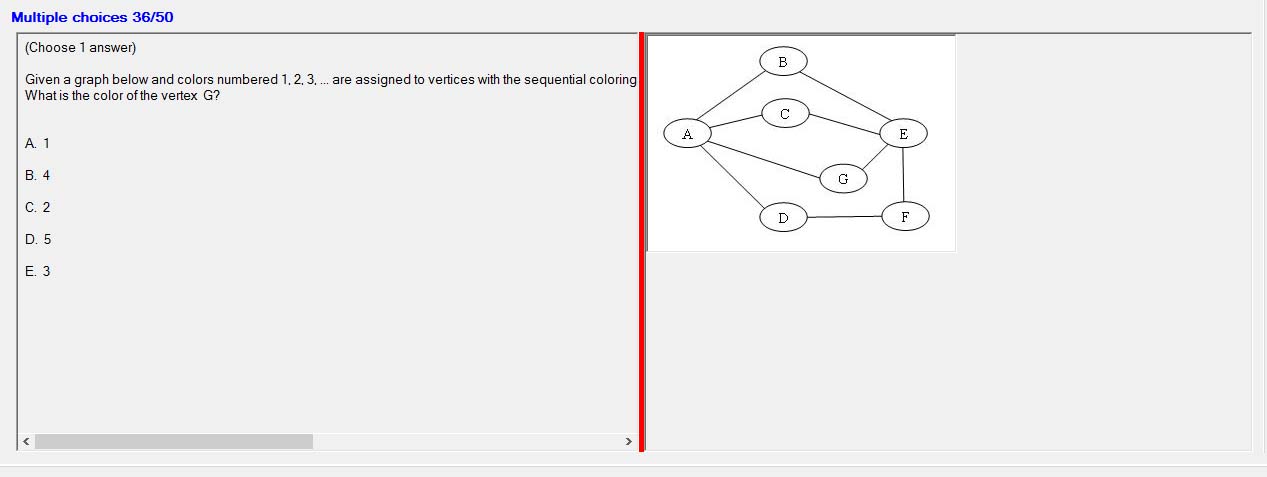 Multiple choices 36/50
(Choose 1 answer)
Given a graph below and colors numbered 1, 2, 3, ... are assigned to vertices with the sequential coloring
What is the color of the vertex G?
A. 1
B. 4
C. 2
D. 5
E. 3
B
C
A
E
G
D
F